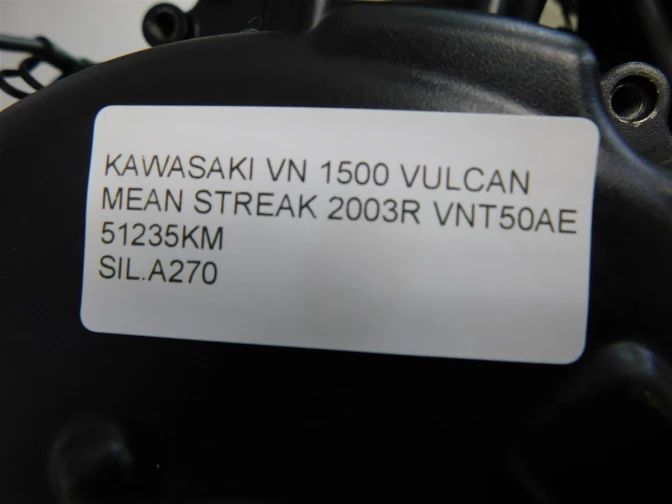 KAWASAKI VN 1500 VULCAN
MEAN STREAK 2003R VNT50AE
51235KM
SIL.A270